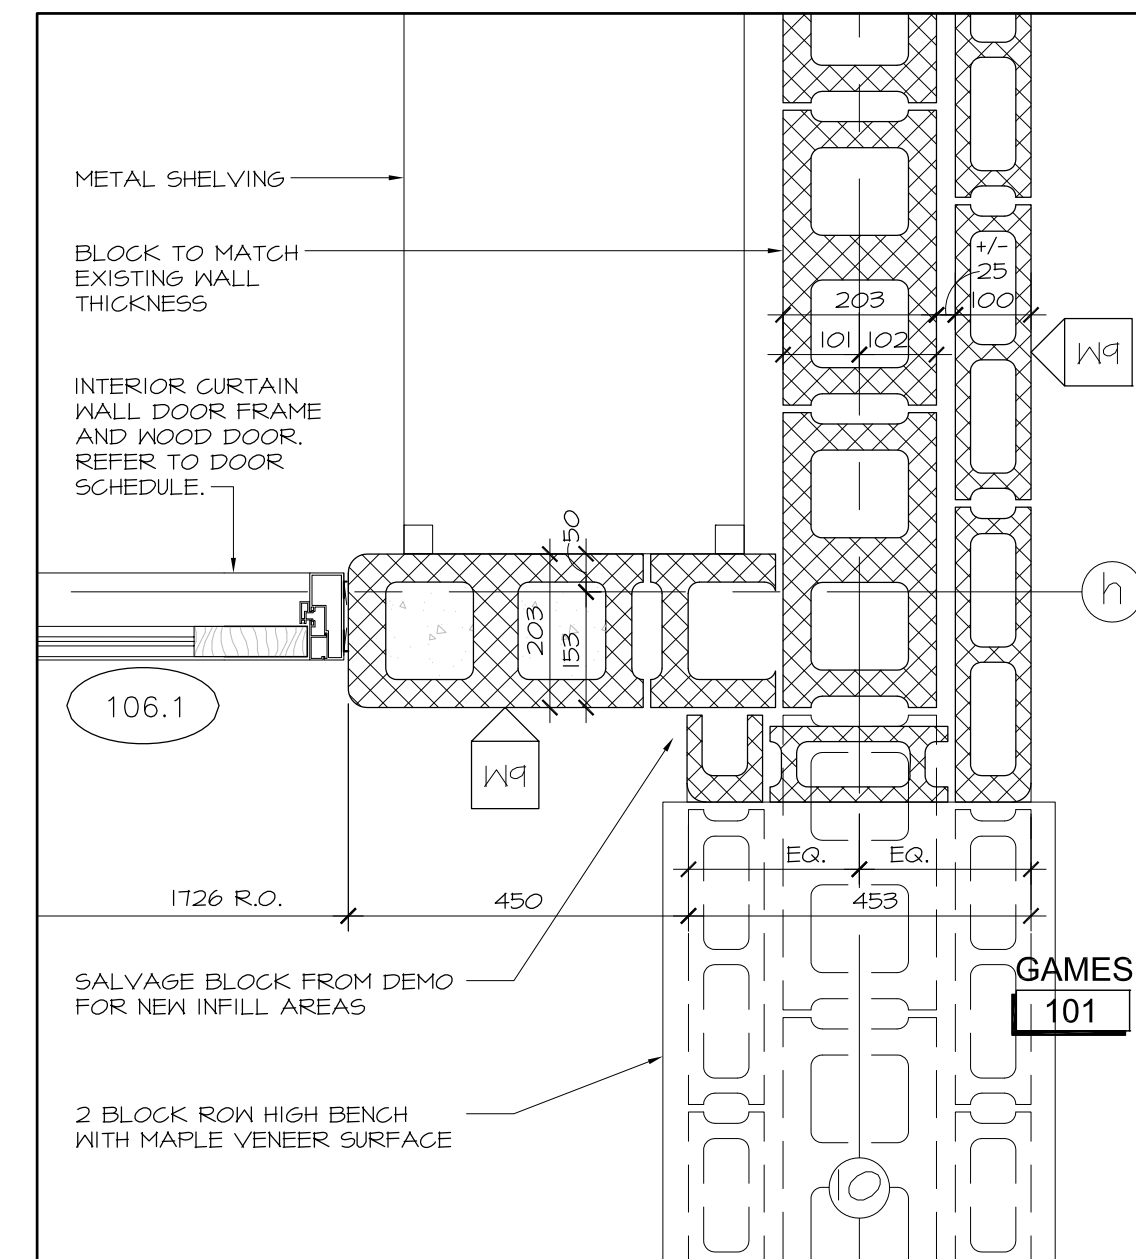 METAL SHELVING
BLOCK TO MATCH
EXISTING WALL
THICKNESS
+/-
25
203
100
101
102
W9
INTERIOR CURTAIN
WALL DOOR FRAME
AND WOOD DOOR.
REFER TO DOOR
SCHEDULE.
50
203
153
106.1
W9
EQ.
EQ.
1726 R.O.
450
453
SALVAGE BLOCK FROM DEMO
FOR NEW INFILL AREAS
GAMES
101
2 BLOCK ROW HIGH BENCH
WITH MAPLE VENEER SURFACE
10